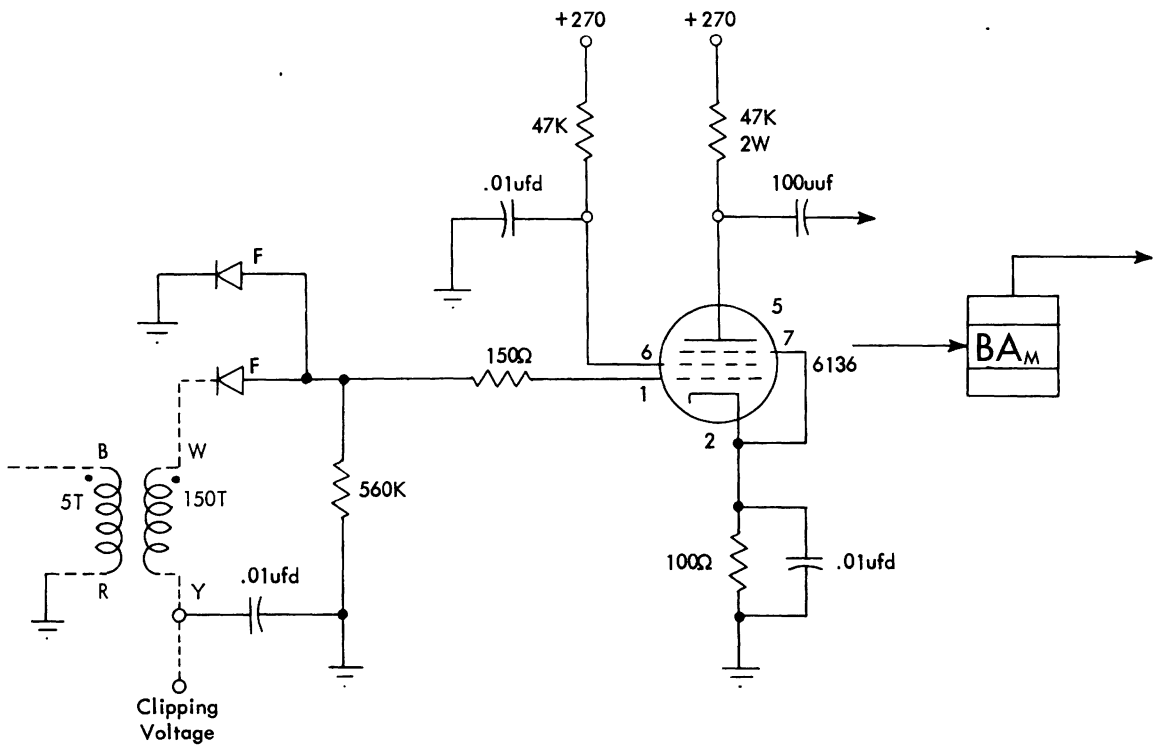 +270
+270
47K
47K
2W
.01ufd
100uuf
F
5
7
6
150Ω
6136
BAM
F
1
2
B
W
5T
150T
560K
100Ω
.01ufd
R
Y
.01ufd
Clipping
Voltage